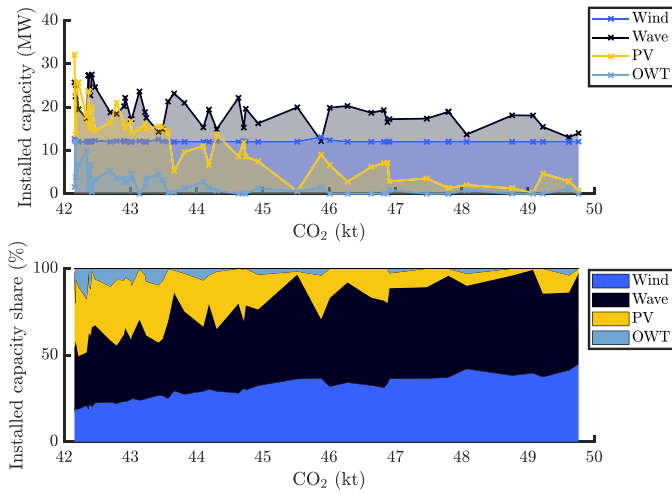 Installed capacity (MW)
40
30
20
10
0
42
43
44
45
46
47
48
49
50
CO2 (kt)
Wind
Wave
PV
OWT
Installed capacity share (%)
100
50
0
42
43
44
45
46
47
48
49
50
CO2 (kt)
Wind
Wave
PV
OWT